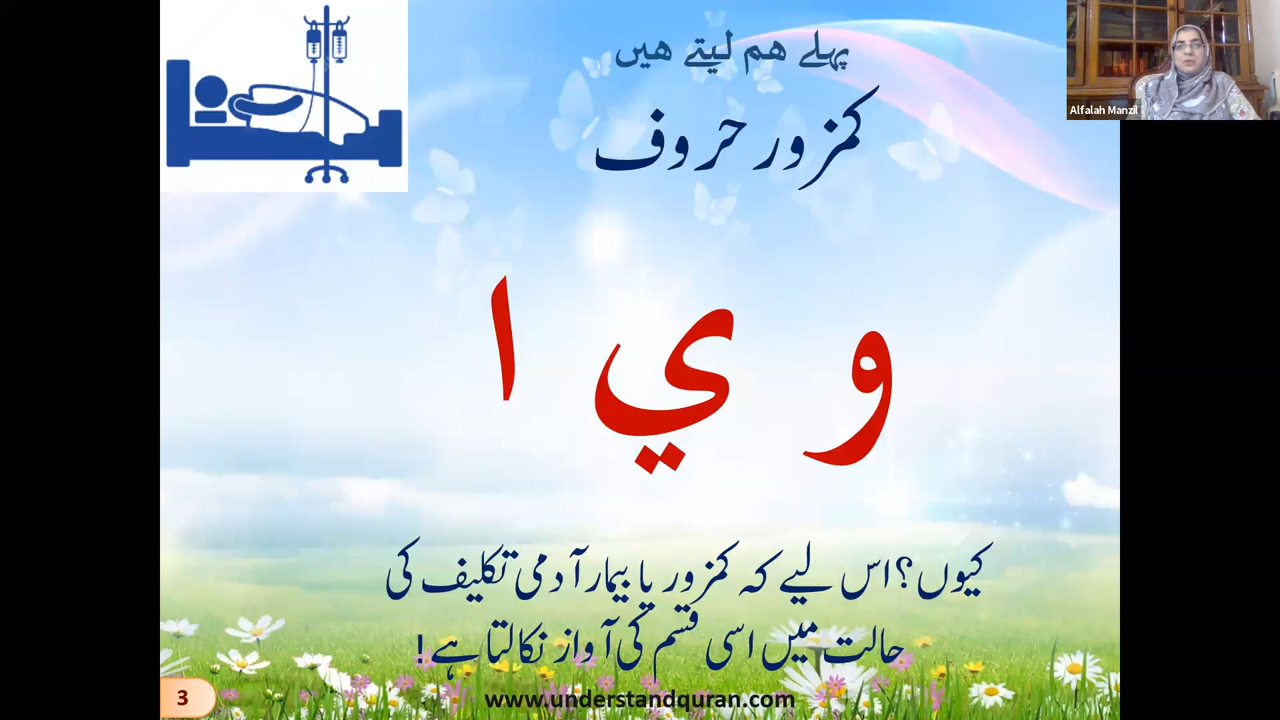 پہلے ہم لیتے ہیں
کمزور حروف
و ي ا
کیوں؟ اس لیے کہ کمزور یا بیمار آدمی تکلیف کی
حالت میں اسی قسم کی آواز نکالتا ہے!
www.understandquran.com
3
Alfalah Manzil